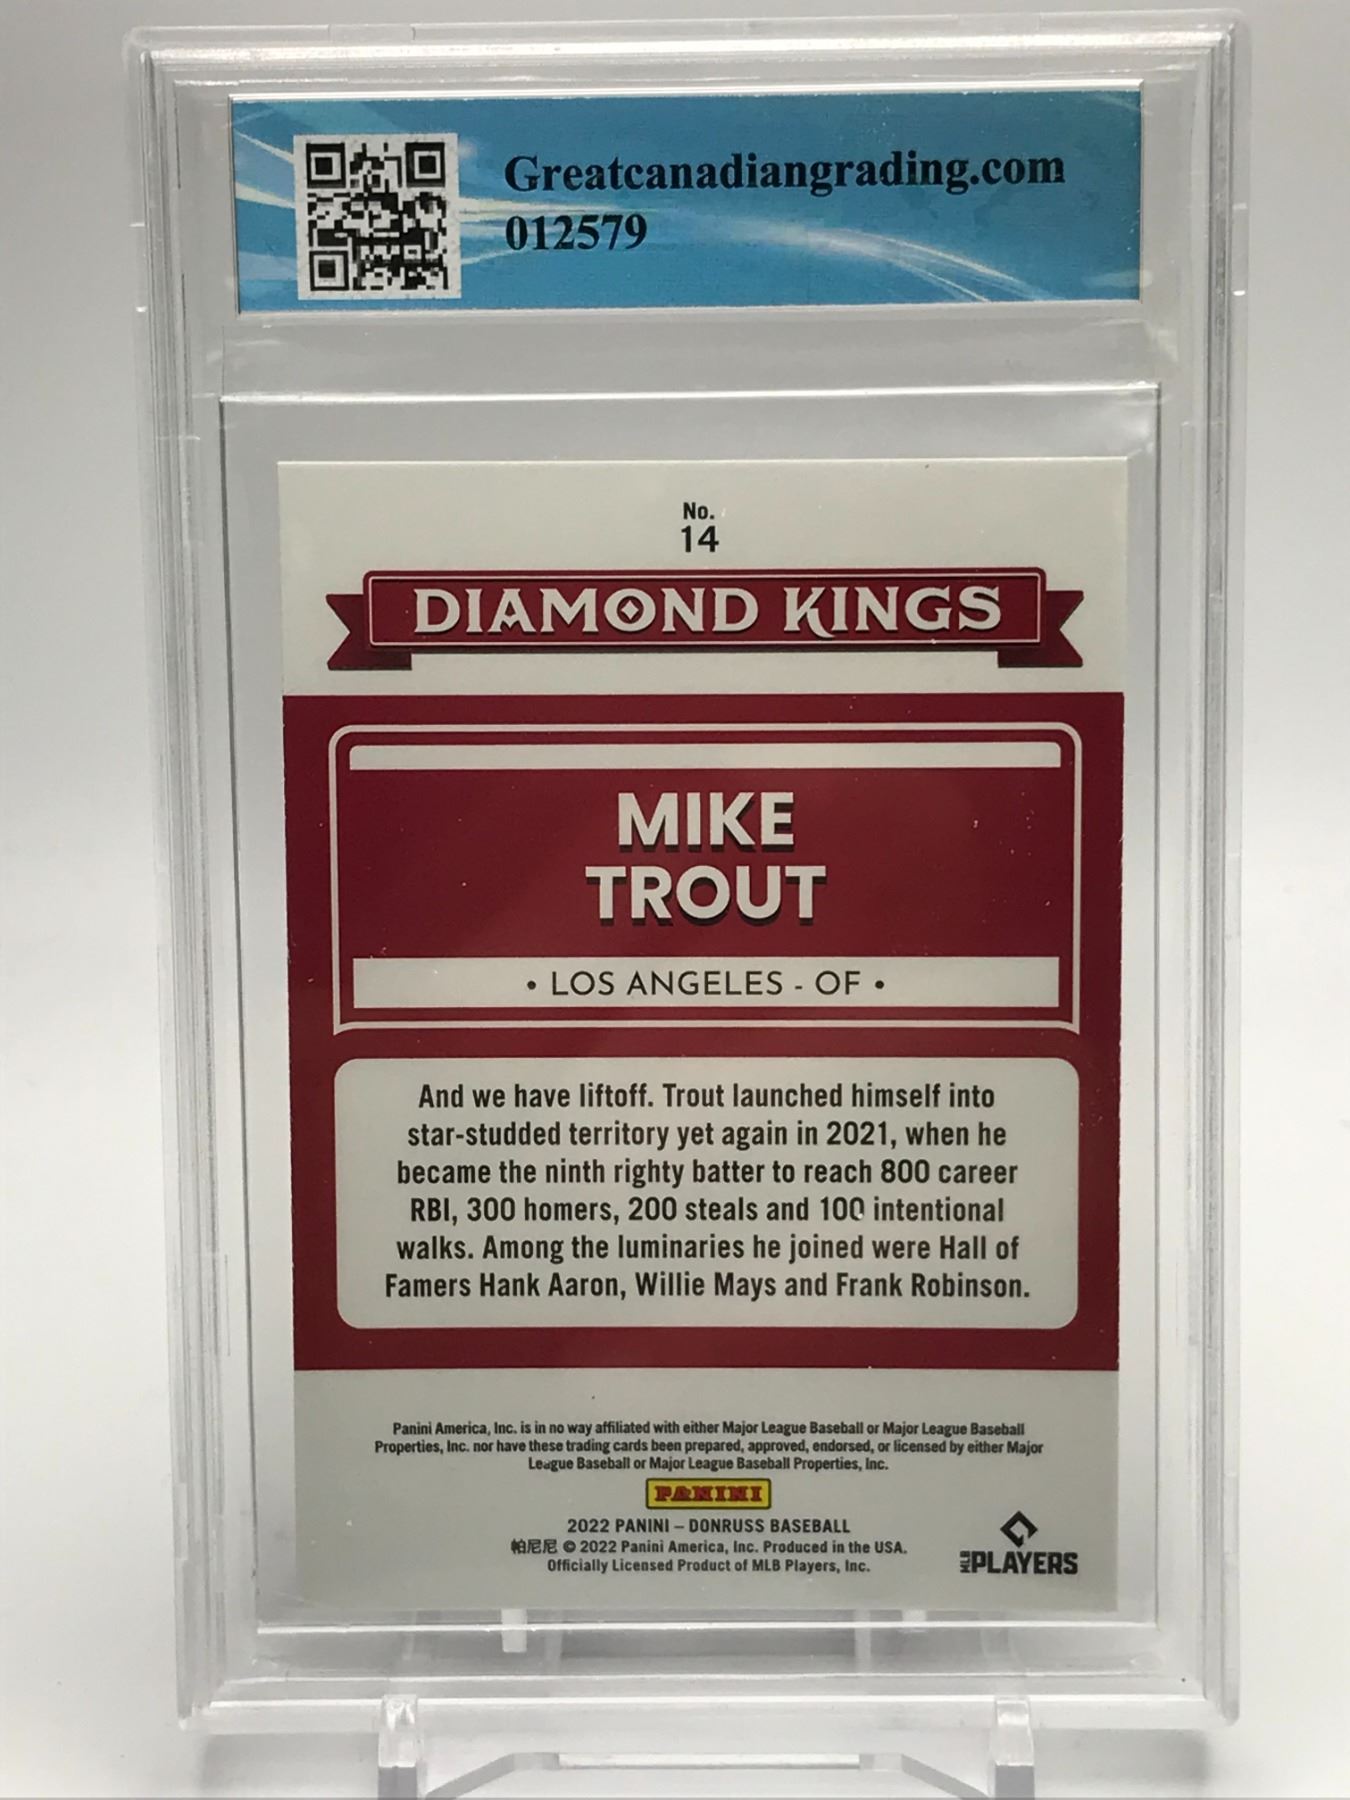 Greatcanadiangrading.com
012579
No.
14
DIAMOND KINGS
MIKE
TROUT
• LOS ANGELES - OF •
And we have liftoff. Trout launched himself into
star-studded territory yet again in 2021, when he
became the ninth righty batter to reach 800 career
RBI, 300 homers, 200 steals and 100 intentional
walks. Among the luminaries he joined were Hall of
Famers Hank Aaron, Willie Mays and Frank Robinson.
Panini America, Inc. is in no way affiliated with either Major League Baseball or Major League Baseball
Properties, Inc. nor have these trading cards been prepared, approved, endorsed, or licensed by either Major
League Baseball or Major League Baseball Properties, Inc.
PANINI
2022 PANINI – DONRUSS BASEBALL
帕尼尼 © 2022 Panini America, Inc. Produced in the USA.
Officially Licensed Product of MLB Players, Inc.
MLB PLAYERS